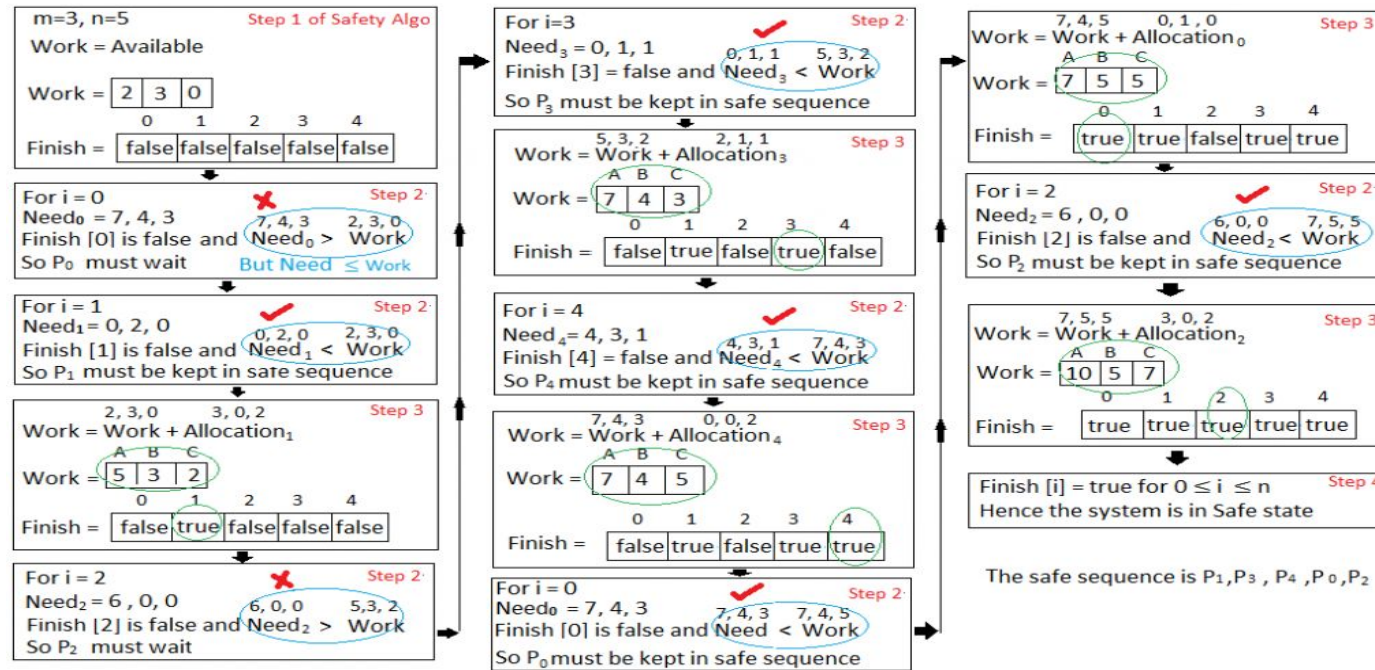 m=3, n=5 Step 1 of Safety Algo
Work = Available
Work = 2 3 0
0 1 2 3 4
Finish = false false false false false
For i = 0 Step 2
Need₀ = 7, 4, 3 7, 4, 3 2, 3, 0
Finish [0] is false and Need₀ > Work
So P₀ must wait But Need ≤ Work
For i = 1 Step 2
Need₁ = 0, 2, 0 0, 2, 0 2, 3, 0
Finish [1] is false and Need₁ < Work
So P₁ must be kept in safe sequence
2, 3, 0 3, 0, 2 Step 3
Work = Work + Allocation₁
A B C
Work = 5 3 2
0 1 2 3 4
Finish = false true false false false
For i = 2 Step 2
Need₂ = 6 , 0, 0 6, 0, 0 5,3, 2
Finish [2] is false and Need₂ > Work
So P₂ must wait
For i=3 Step 2
Need₃ = 0, 1, 1 0, 1, 1 5, 3, 2
Finish [3] = false and Need₃ < Work
So P₃ must be kept in safe sequence
5, 3, 2 2, 1, 1 Step 3
Work = Work + Allocation₃
A B C
Work = 7 4 3
0 1 2 3 4
Finish = false true false true false
For i = 4 Step 2
Need₄ = 4, 3, 1 4, 3, 1 7, 4, 3
Finish [4] = false and Need₄ < Work
So P₄ must be kept in safe sequence
7, 4, 3 0, 0, 2 Step 3
Work = Work + Allocation₄
A B C
Work = 7 4 5
0 1 2 3 4
Finish = false true false true true
For i = 0 Step 2
Need₀ = 7, 4, 3 7, 4, 3 7, 4, 5
Finish [0] is false and Need < Work
So P₀ must be kept in safe sequence
7, 4, 5 0, 1 , 0 Step 3
Work = Work + Allocation₀
A B C
Work = 7 5 5
0 1 2 3 4
Finish = true true false true true
For i = 2 Step 2
Need₂ = 6 , 0, 0 6, 0, 0 7, 5, 5
Finish [2] is false and Need₂ < Work
So P₂ must be kept in safe sequence
7, 5, 5 3, 0, 2 Step 3
Work = Work + Allocation₂
A B C
Work = 10 5 7
0 1 2 3 4
Finish = true true true true true
Finish [i] = true for 0 ≤ i ≤ n Step 4
Hence the system is in Safe state
The safe sequence is P₁,P₃ , P₄ ,P₀ ,P₂